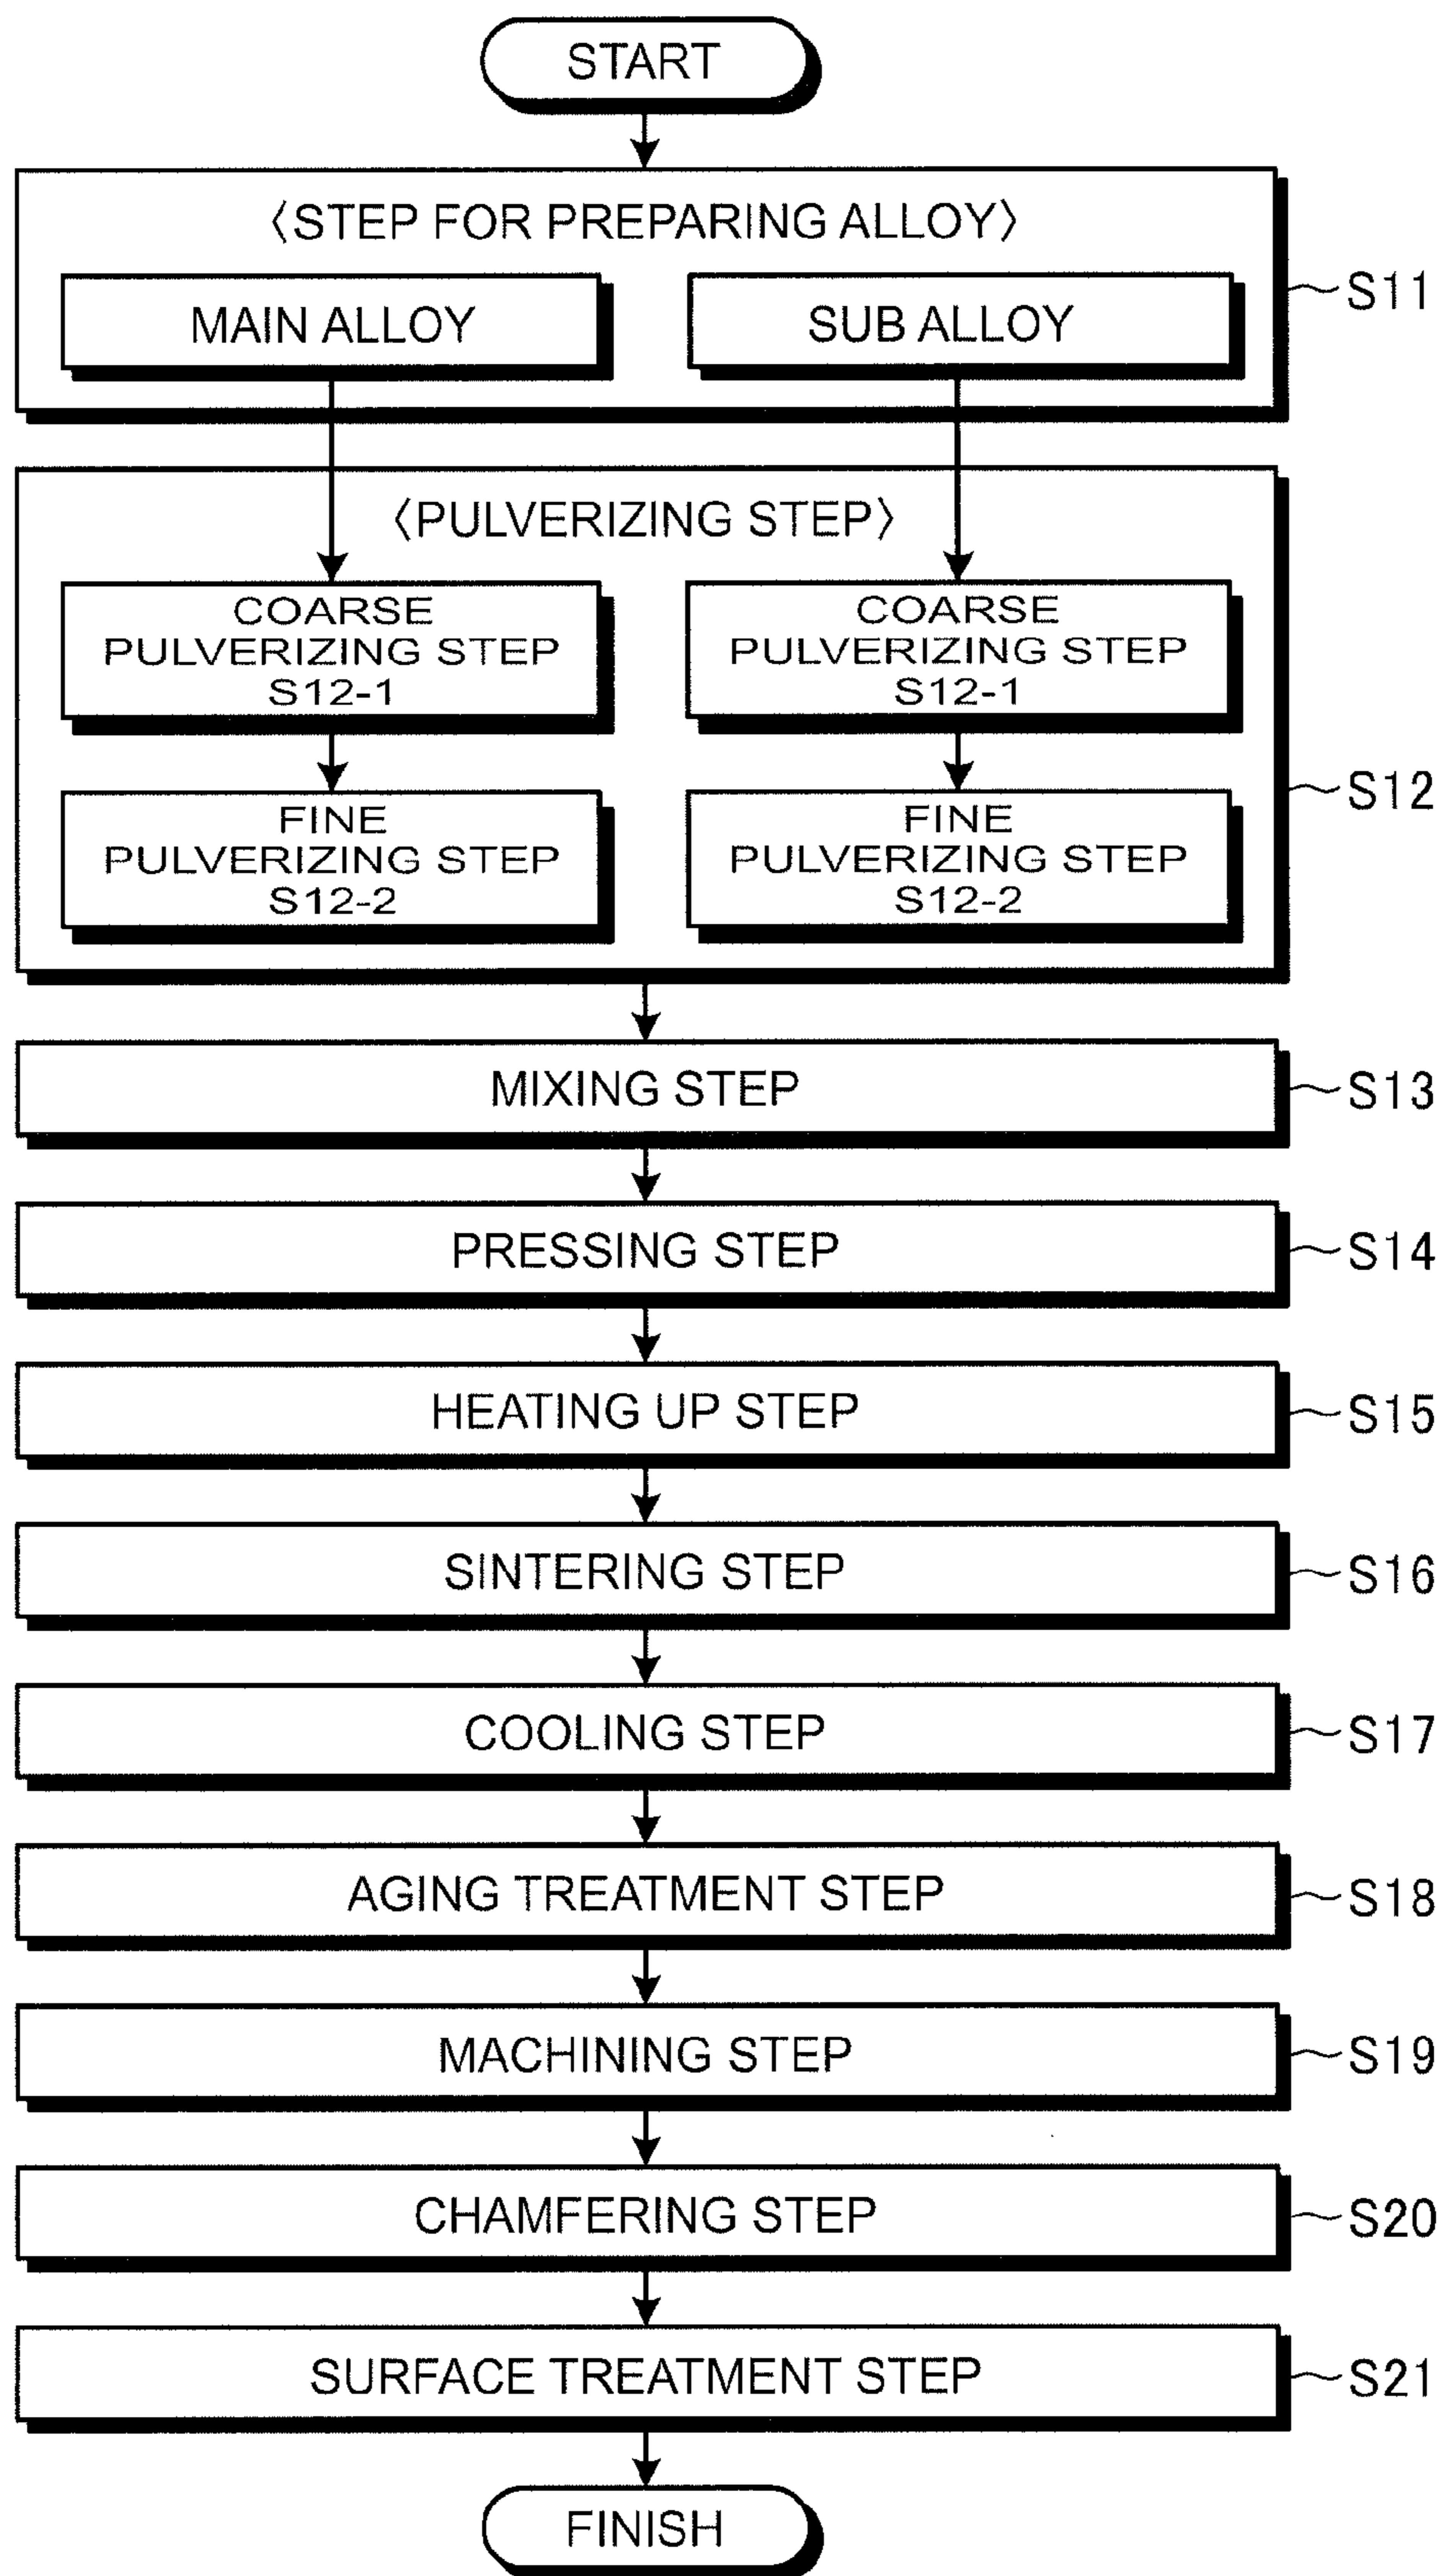 START
〈STEP FOR PREPARING ALLOY〉
MAIN ALLOY
SUB ALLOY
S11
〈PULVERIZING STEP〉
COARSE
PULVERIZING STEP
S12-1
COARSE
PULVERIZING STEP
S12-1
FINE
PULVERIZING STEP
S12-2
FINE
PULVERIZING STEP
S12-2
S12
MIXING STEP
S13
PRESSING STEP
S14
HEATING UP STEP
S15
SINTERING STEP
S16
COOLING STEP
S17
AGING TREATMENT STEP
S18
MACHINING STEP
S19
CHAMFERING STEP
S20
SURFACE TREATMENT STEP
S21
FINISH